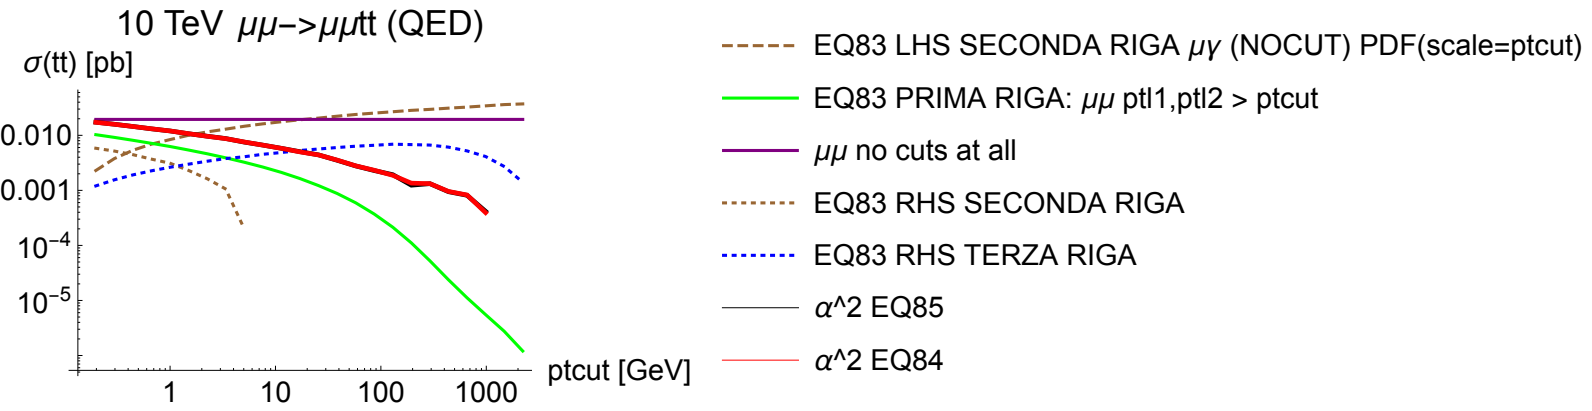 10 TeV μμ–>μμtt (QED)
σ(tt) [pb]
0.010
0.001
10⁻⁴
10⁻⁵
1 10 100 1000
ptcut [GeV]
EQ83 LHS SECONDA RIGA μγ (NOCUT) PDF(scale=ptcut)
EQ83 PRIMA RIGA: μμ ptl1,ptl2 > ptcut
μμ no cuts at all
EQ83 RHS SECONDA RIGA
EQ83 RHS TERZA RIGA
α^2 EQ85
α^2 EQ84